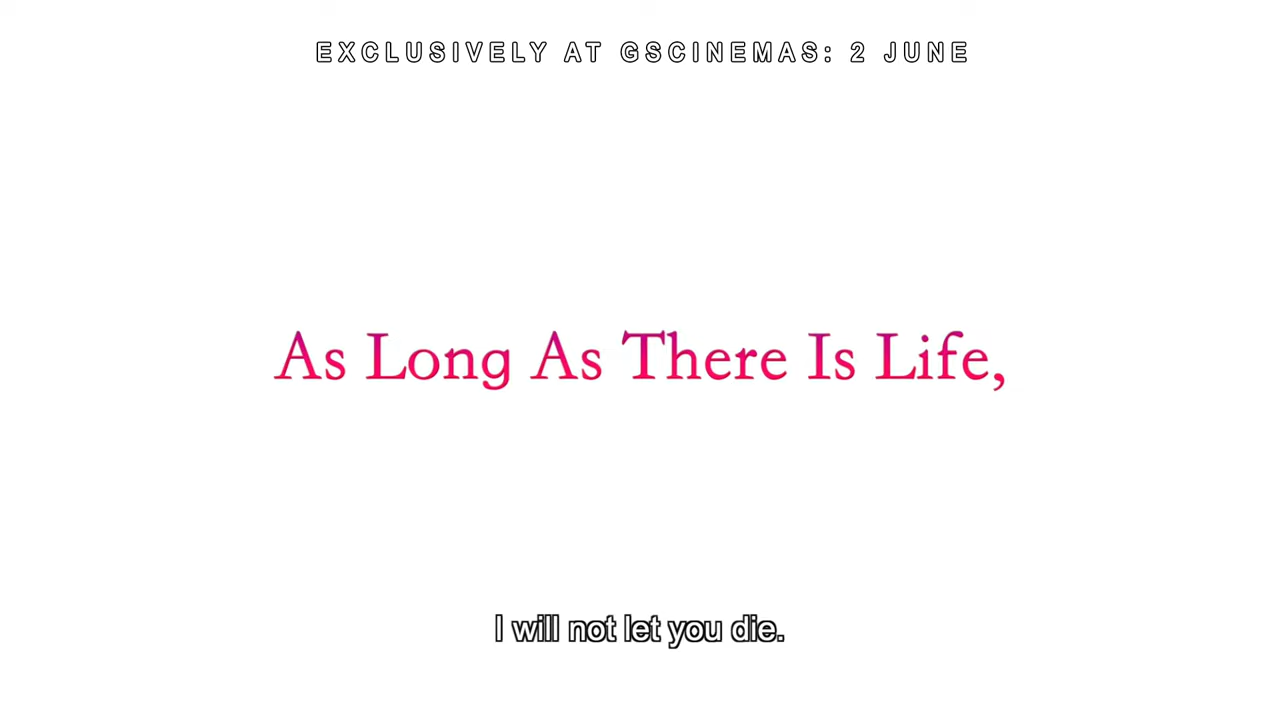 EXCLUSIVELY AT GSCINEMAS: 2 JUNE
As Long As There Is Life,
I will not let you die.